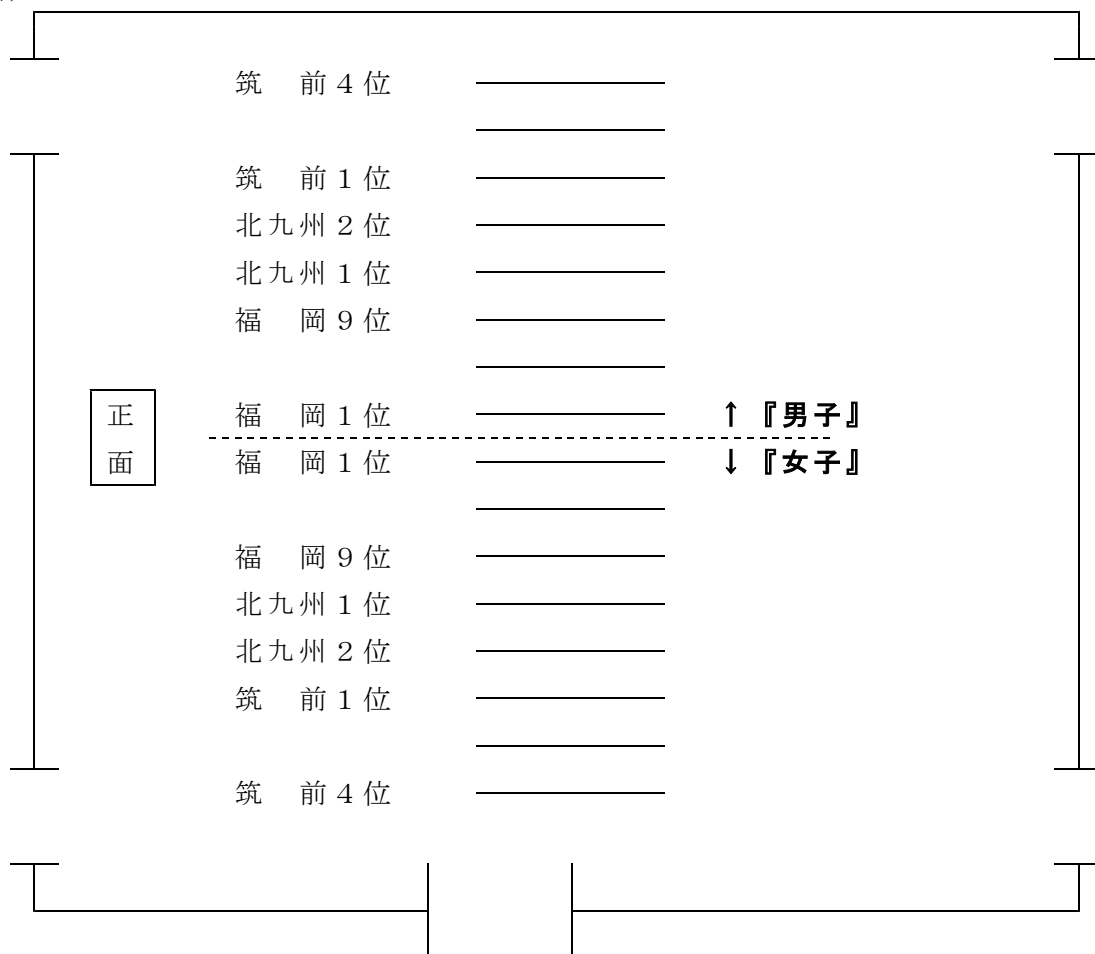 筑　前４位
筑　前１位
北九州２位
北九州１位
福　岡９位
正面
福　岡１位
↑『男子』
福　岡１位
↓『女子』
福　岡９位
北九州１位
北九州２位
筑　前１位
筑　前４位